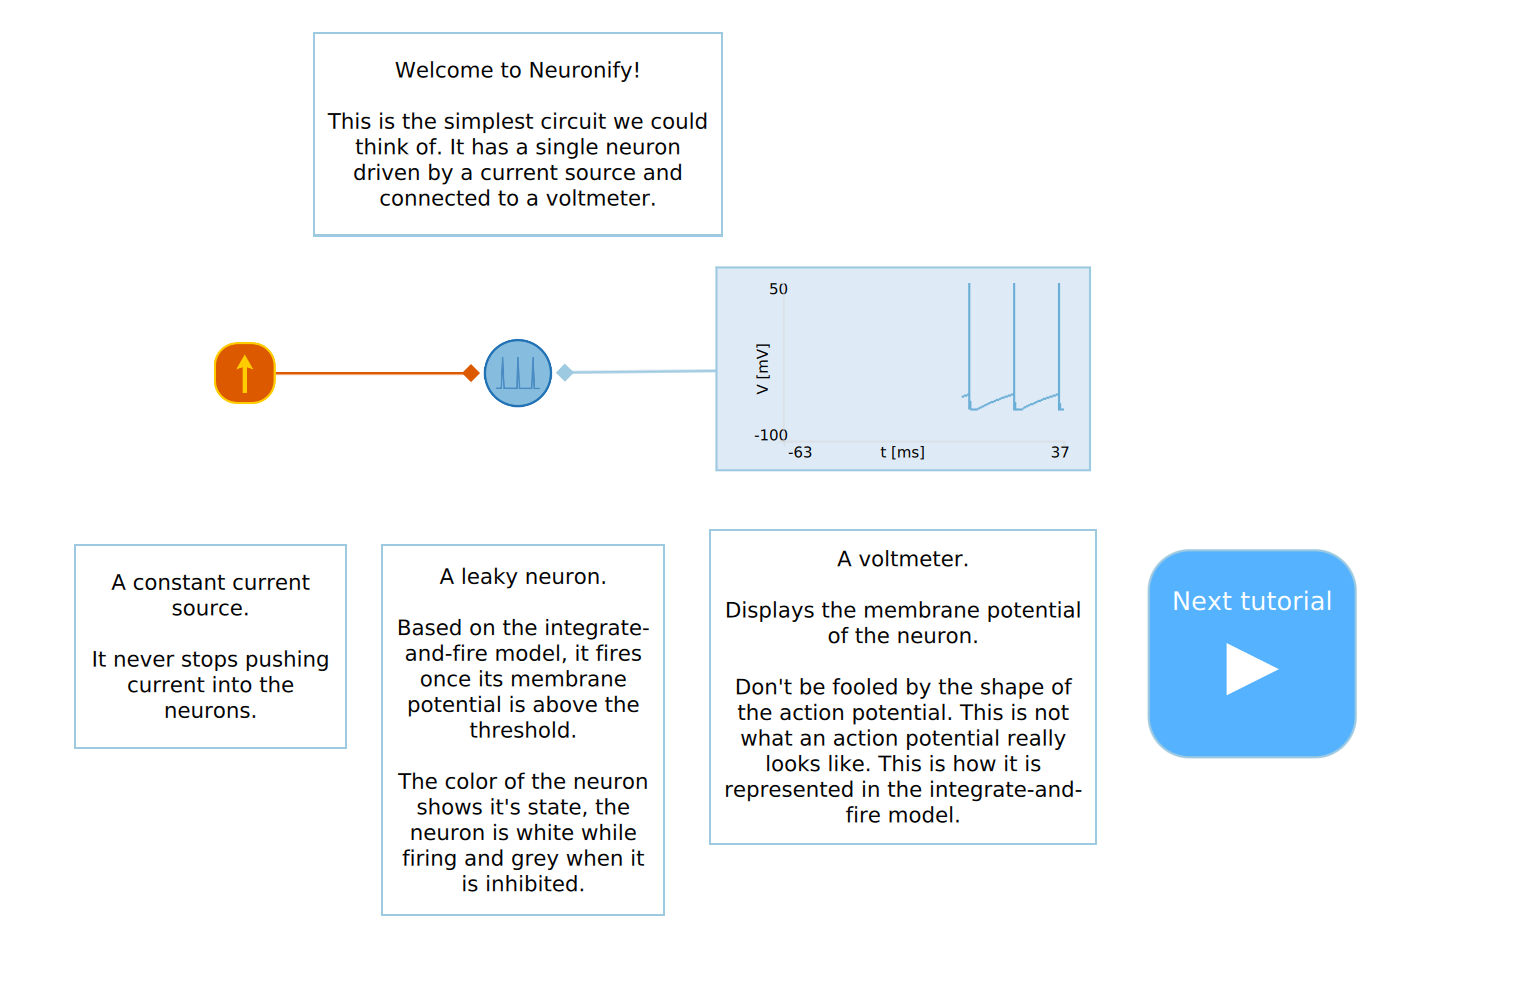 Welcome to Neuronify!
This is the simplest circuit we could
think of. It has a single neuron
driven by a current source and
connected to a voltmeter.
50
V [mV]
-100
-63
t [ms]
37
A constant current
source.
It never stops pushing
current into the
neurons.
A leaky neuron.
Based on the integrate-
and-fire model, it fires
once its membrane
potential is above the
threshold.
The color of the neuron
shows it's state, the
neuron is white while
firing and grey when it
is inhibited.
A voltmeter.
Displays the membrane potential
of the neuron.
Don't be fooled by the shape of
the action potential. This is not
what an action potential really
looks like. This is how it is
represented in the integrate-and-
fire model.
Next tutorial